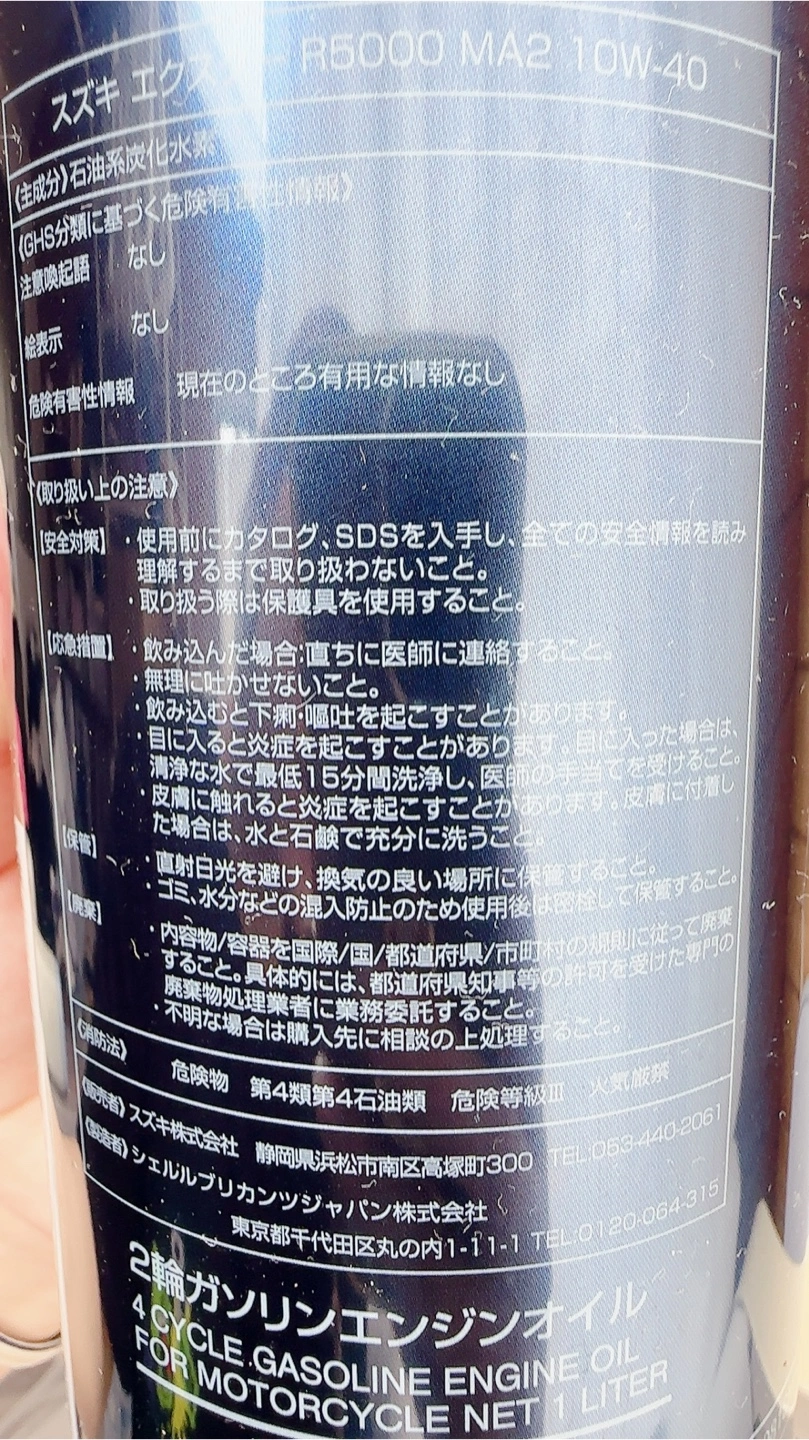 スズキ エクスター R5000 MA2 10W-40
《主成分》石油系炭化水素
《GHS分類に基づく危険有害性情報》
注意喚起語 なし
絵表示 なし
危険有害性情報 現在のところ有用な情報なし
《取り扱い上の注意》
【安全対策】・使用前にカタログ、SDSを入手し、全ての安全情報を読み
理解するまで取り扱わないこと。
・取り扱う際は保護具を使用すること。
【応急措置】・飲み込んだ場合:直ちに医師に連絡すること。
・無理に吐かせないこと。
・飲み込むと下痢・嘔吐を起こすことがあります。
・目に入ると炎症を起こすことがあります。目に入った場合は、
清浄な水で最低15分間洗浄し、医師の手当てを受けること。
・皮膚に触れると炎症を起こすことがあります。皮膚に付着し
た場合は、水と石鹸で充分に洗うこと。
【保管】・直射日光を避け、換気の良い場所に保管すること。
・ゴミ、水分などの混入防止のため使用後は密栓して保管すること。
【廃棄】・内容物/容器を国際/国/都道府県/市町村の規則に従って廃棄
すること。具体的には、都道府県知事等の許可を受けた専門の
廃棄物処理業者に業務委託すること。
・不明な場合は購入先に相談の上処理すること。
《消防法》 危険物 第4類第4石油類 危険等級Ⅲ 火気厳禁
《販売者》スズキ株式会社 静岡県浜松市南区高塚町300 TEL:053-440-2061
《製造者》シェルルブリカンツジャパン株式会社
東京都千代田区丸の内1-11-1 TEL:0120-064-315
2輪ガソリンエンジンオイル
4 CYCLE GASOLINE ENGINE OIL
FOR MOTORCYCLE NET 1 LITER